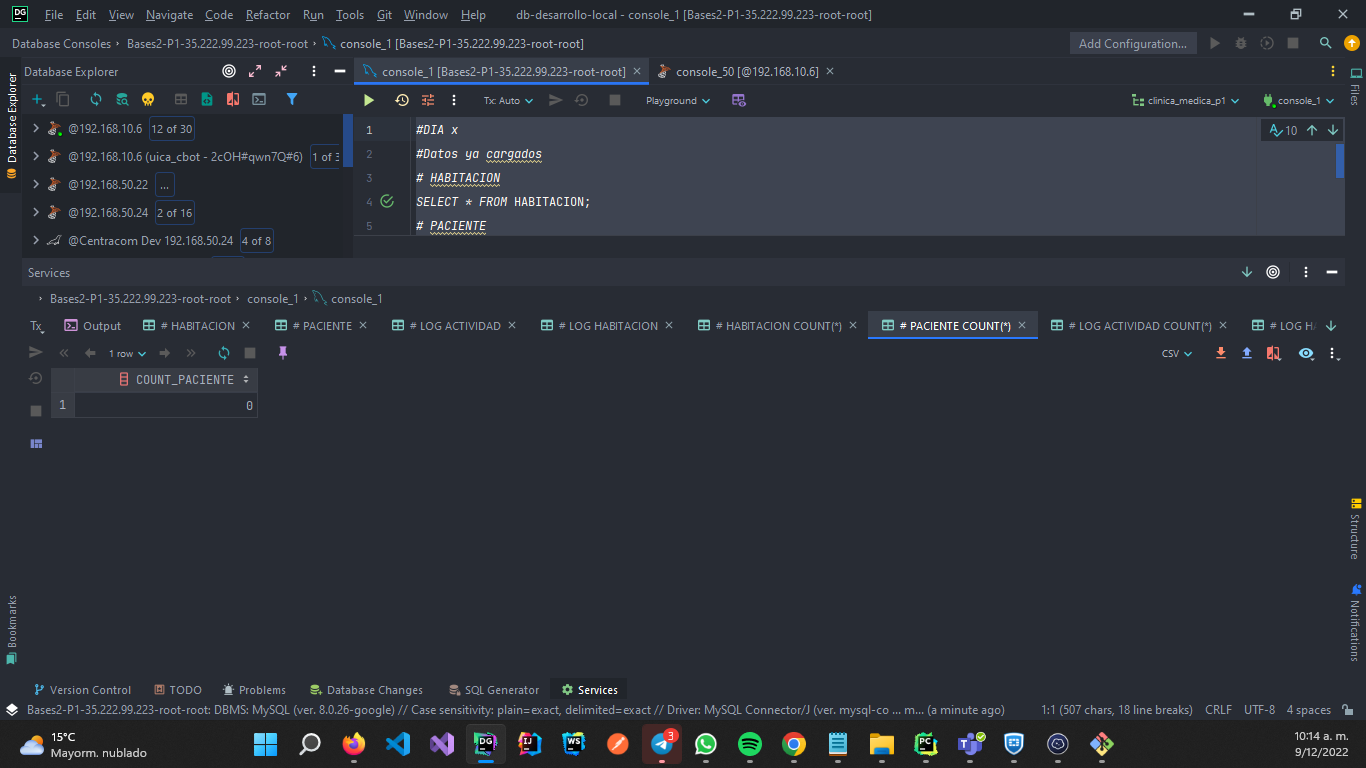 DG File Edit View Navigate Code Refactor Run Tools Git Window Help db-desarrollo-local - console_1 [Bases2-P1-35.222.99.223-root-root]
Database Consoles Bases2-P1-35.222.99.223-root-root console_1 [Bases2-P1-35.222.99.223-root-root] Add Configuration...
Database Explorer console_1 [Bases2-P1-35.222.99.223-root-root] console_50 [@192.168.10.6]
Tx: Auto Playground clinica_medica_p1 console_1
Database Explorer
Files
@192.168.10.6 12 of 30
@192.168.10.6 (uica_cbot - 2cOH#qwn7Q#6) 1 of 3
@192.168.50.22 ...
@192.168.50.24 2 of 16
@Centracom Dev 192.168.50.24 4 of 8
1 #DIA x
2 #Datos ya cargados
3 # HABITACION
4 SELECT * FROM HABITACION;
5 # PACIENTE
10
Services
Bases2-P1-35.222.99.223-root-root console_1 console_1
Tx Output # HABITACION # PACIENTE # LOG ACTIVIDAD # LOG HABITACION # HABITACION COUNT(*) # PACIENTE COUNT(*) # LOG ACTIVIDAD COUNT(*) # LOG H
1 row CSV
COUNT_PACIENTE
1 0
Structure
Notifications
Bookmarks
Version Control TODO Problems Database Changes SQL Generator Services
Bases2-P1-35.222.99.223-root-root: DBMS: MySQL (ver. 8.0.26-google) // Case sensitivity: plain=exact, delimited=exact // Driver: MySQL Connector/J (ver. mysql-co ... m... (a minute ago) 1:1 (507 chars, 18 line breaks) CRLF UTF-8 4 spaces
15°C
Mayorm. nublado
DG IJ WS 3 PC
10:14 a. m.
9/12/2022